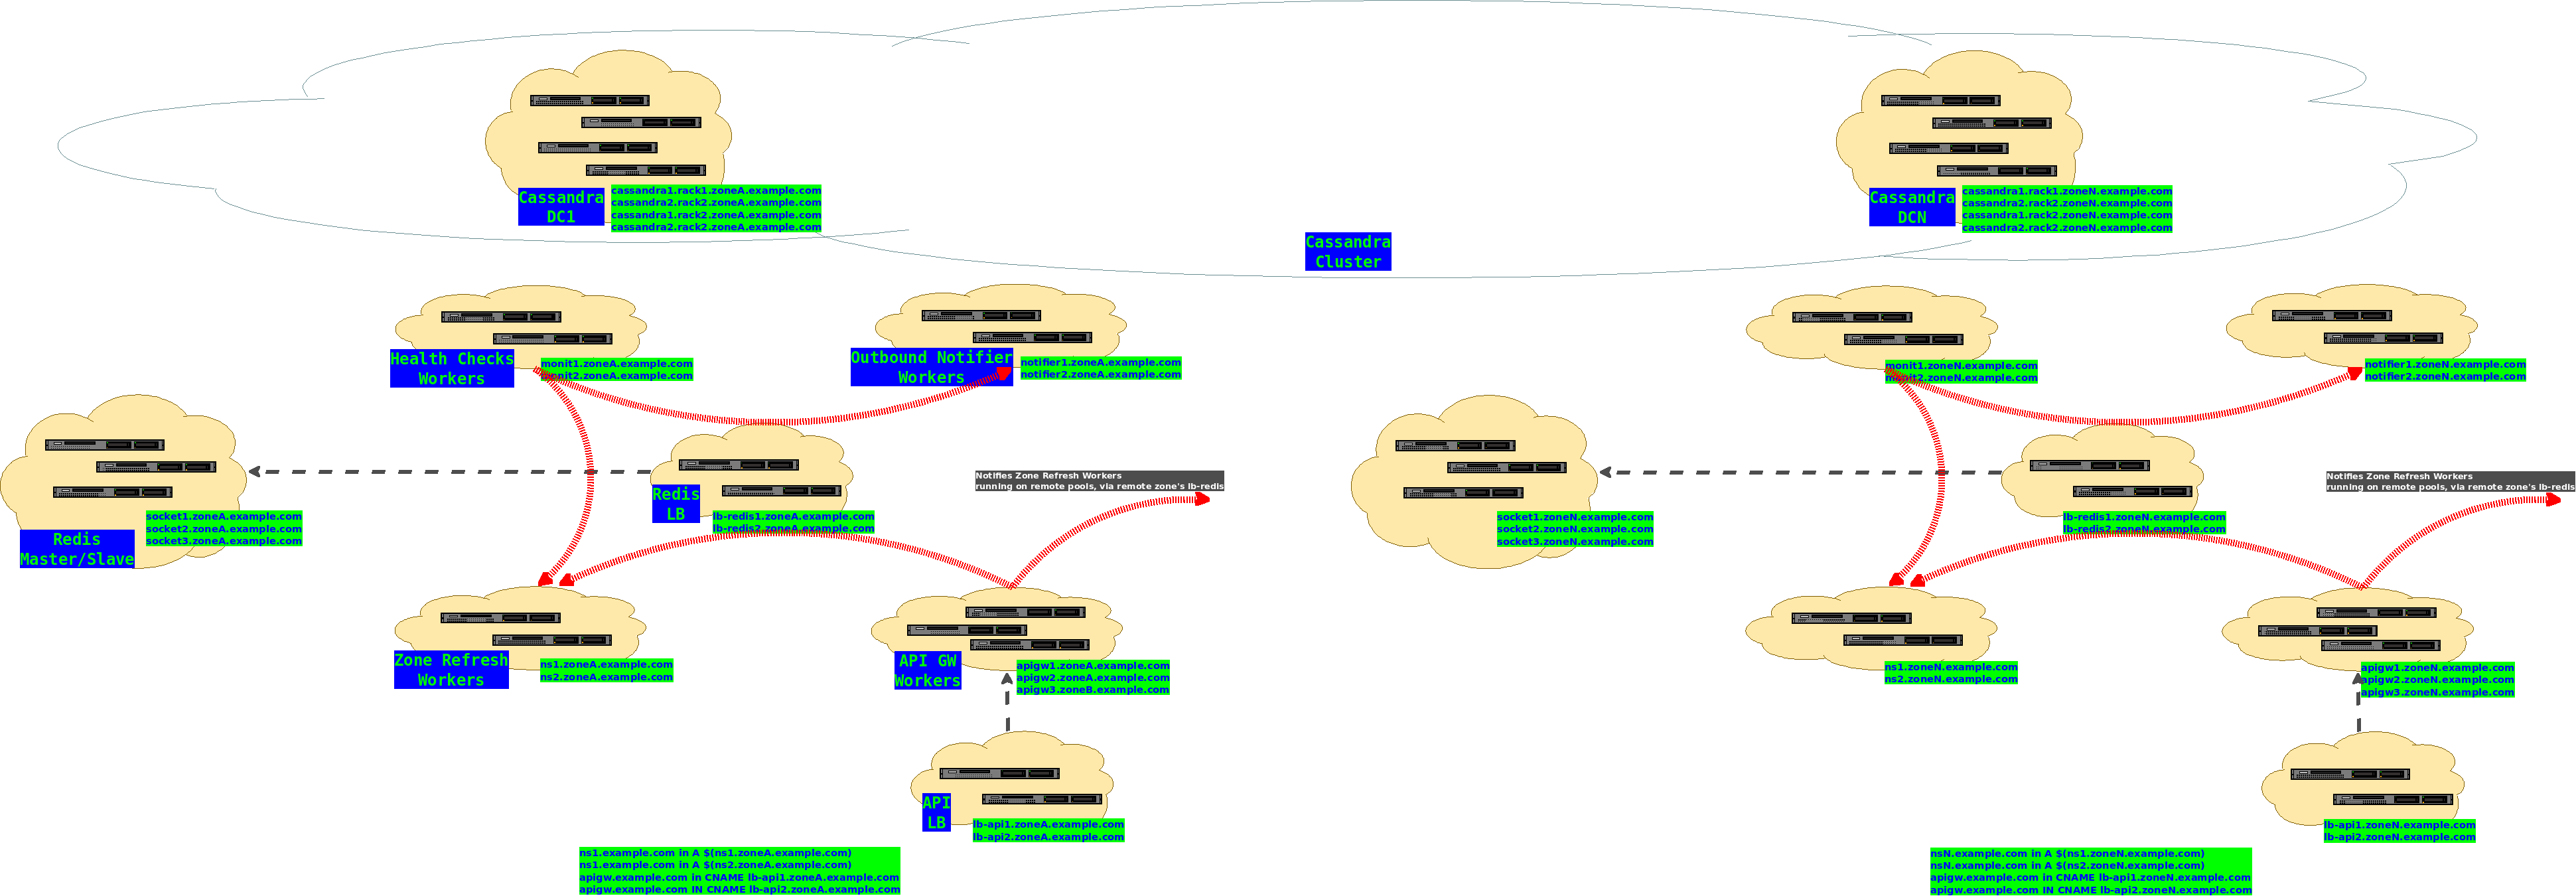 Cassandra
DC1
cassandra1.rack1.zoneA.example.com
cassandra2.rack2.zoneA.example.com
cassandra1.rack2.zoneA.example.com
cassandra2.rack2.zoneA.example.com
Cassandra
DCN
cassandra1.rack1.zoneN.example.com
cassandra2.rack2.zoneN.example.com
cassandra1.rack2.zoneN.example.com
cassandra2.rack2.zoneN.example.com
Cassandra
Cluster
Health Checks
Workers
monit1.zoneA.example.com
monit2.zoneA.example.com
Outbound Notifier
Workers
notifier1.zoneA.example.com
notifier2.zoneA.example.com
monit1.zoneN.example.com
monit2.zoneN.example.com
notifier1.zoneN.example.com
notifier2.zoneN.example.com
Redis
Master/Slave
socket1.zoneA.example.com
socket2.zoneA.example.com
socket3.zoneA.example.com
Redis
LB
lb-redis1.zoneA.example.com
lb-redis2.zoneA.example.com
Notifies Zone Refresh Workers
running on remote pools, via remote zone's lb-redis
socket1.zoneN.example.com
socket2.zoneN.example.com
socket3.zoneN.example.com
lb-redis1.zoneN.example.com
lb-redis2.zoneN.example.com
Notifies Zone Refresh Workers
running on remote pools, via remote zone's lb-redis
Zone Refresh
Workers
ns1.zoneA.example.com
ns2.zoneA.example.com
API GW
Workers
apigw1.zoneA.example.com
apigw2.zoneA.example.com
apigw3.zoneB.example.com
ns1.zoneN.example.com
ns2.zoneN.example.com
apigw1.zoneN.example.com
apigw2.zoneN.example.com
apigw3.zoneN.example.com
API
LB
lb-api1.zoneA.example.com
lb-api2.zoneA.example.com
lb-api1.zoneN.example.com
lb-api2.zoneN.example.com
ns1.example.com in A $(ns1.zoneA.example.com)
ns1.example.com in A $(ns2.zoneA.example.com)
apigw.example.com in CNAME lb-api1.zoneA.example.com
apigw.example.com IN CNAME lb-api2.zoneA.example.com
nsN.example.com in A $(ns1.zoneN.example.com)
nsN.example.com in A $(ns2.zoneN.example.com)
apigw.example.com in CNAME lb-api1.zoneN.example.com
apigw.example.com IN CNAME lb-api2.zoneN.example.com